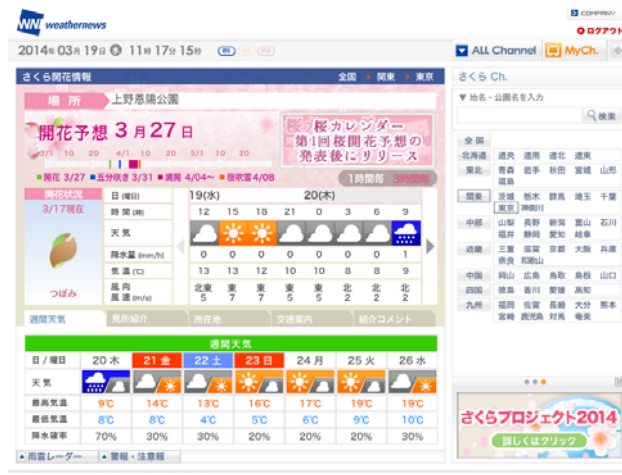 WNI weathernews
COMPANY
ログアウト
2014年 03月 19日 水 11時 17分 15秒
ALL Channel
MyCh.
さくら開花情報
全国 関東 東京
場所 上野恩賜公園
開花予想 3月27日
3/1 10 20 4/1 10 20 5/1 10 20
開花 3/27 五分咲き 3/31 満開 4/04〜 桜吹雪 4/08
桜カレンダー
第1回桜開花予想の
発表後にリリース
1時間毎 3時間毎
開花状況
3/17現在
つぼみ
日 (曜日) 19(水) 20(木)
時間 (時) 12 15 18 21 0 3 6 9
天気
降水量 (mm/h) 0 0 0 0 0 0 0 1
気温 (℃) 13 13 12 10 10 8 8 9
風向 北東 東 東 東 東 北 北 北
風速 (m/s) 5 7 7 5 5 2 2 2
週間天気 見所紹介 所在地 交通案内 紹介コメント
週間天気
日/曜日 20 木 21 金 22 土 23 日 24 月 25 火 26 水
天気
最高気温 9℃ 14℃ 13℃ 16℃ 17℃ 19℃ 19℃
最低気温 8℃ 8℃ 4℃ 5℃ 6℃ 9℃ 10℃
降水確率 70% 30% 30% 20% 20% 20% 30%
雨雲レーダー 警報・注意報
さくら Ch.
▼ 地名・公園名を入力
検索
全国
北海道 道央 道南 道北 道東
東北 青森 岩手 秋田 宮城 山形
福島
関東 茨城 栃木 群馬 埼玉 千葉
東京 神奈川
中部 山梨 長野 新潟 富山 石川
福井 静岡 愛知 岐阜
近畿 三重 滋賀 京都 大阪 兵庫
奈良 和歌山
中国 岡山 広島 鳥取 島根 山口
四国 徳島 香川 愛媛 高知
九州 福岡 佐賀 長崎 大分 熊本
宮崎 鹿児島 対馬 奄美
さくらプロジェクト2014
詳しくはクリック